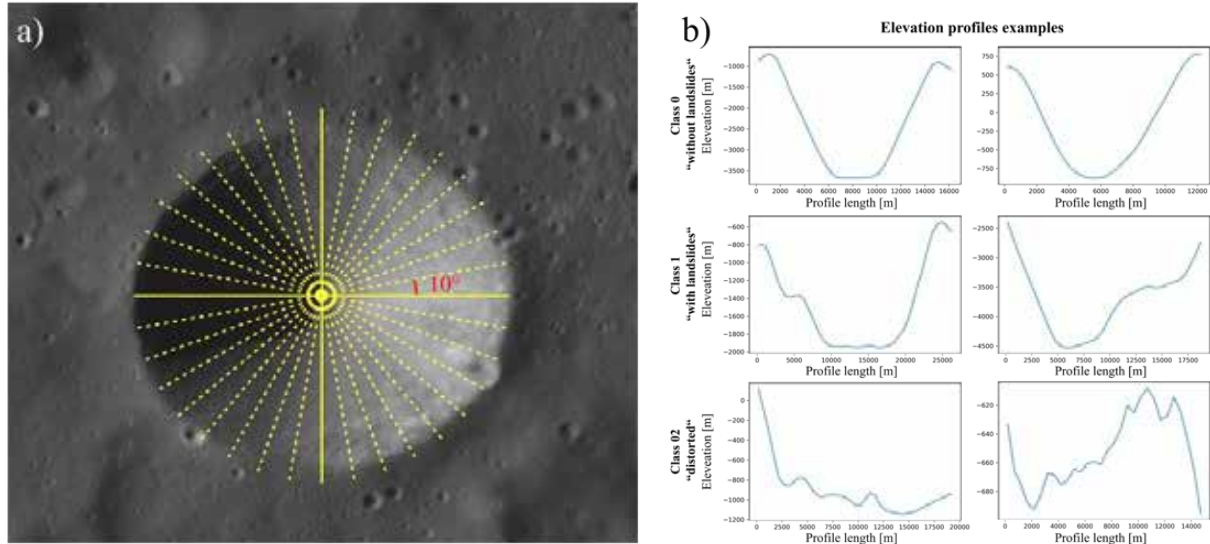 a)
10°
b)
Elevation profiles examples
Class 0
"without landslides"
Eleveation [m]
−1000
−1500
−2000
−2500
−3000
−3500
0 2000 4000 6000 8000 10000 12000 14000 16000
Profile length [m]
750
500
250
0
−250
−500
−750
0 2000 4000 6000 8000 10000 12000
Profile length [m]
Class 1
"with landslides"
Eleveation [m]
−600
−800
−1000
−1200
−1400
−1600
−1800
−2000
0 5000 10000 15000 20000 25000
Profile length [m]
−2500
−3000
−3500
−4000
−4500
0 2500 5000 7500 10000 12500 15000 17500
Profile length [m]
Class 02
"distorted"
Eleveation [m]
0
−200
−400
−600
−800
−1000
−1200
0 2500 5000 7500 10000 12500 15000 17500 20000
Profile length [m]
−620
−640
−660
−680
0 2000 4000 6000 8000 10000 12000 14000
Profile length [m]